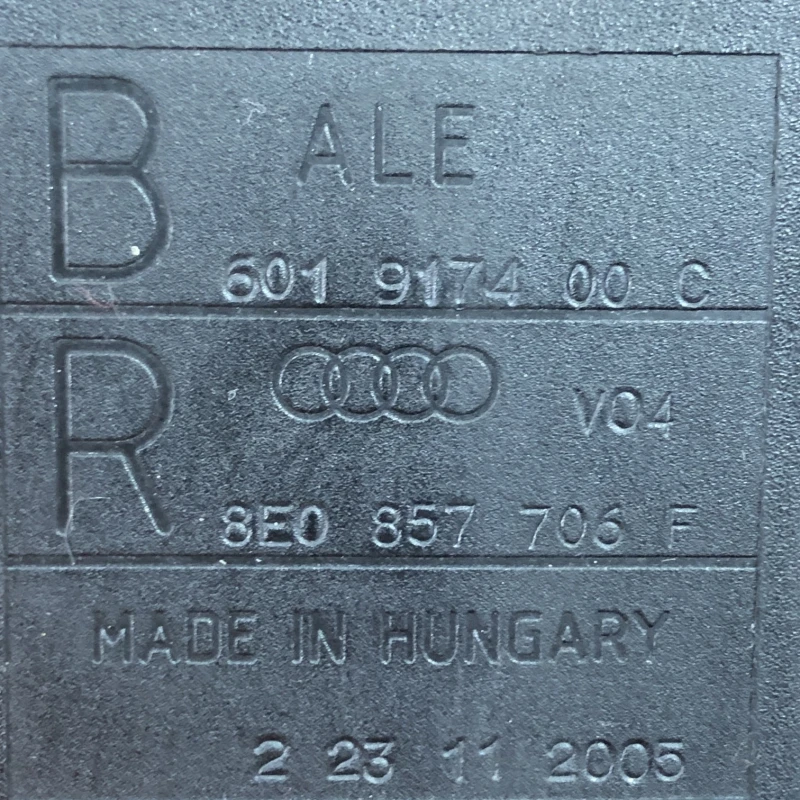 B ALE
601 9174 00 C
R V04
8E0 857 706 F
MADE IN HUNGARY
2 23 11 2005